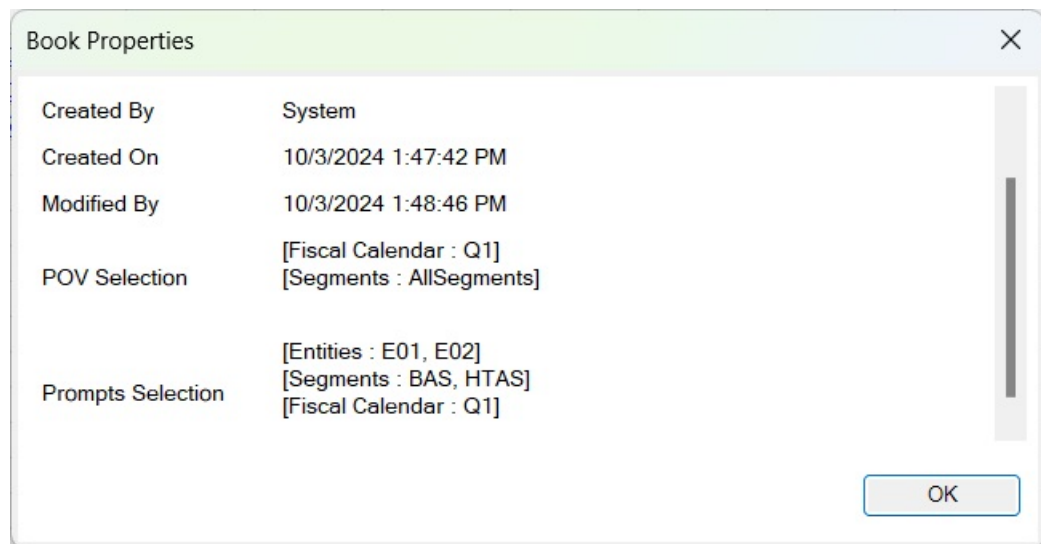 Book Properties
Created By System
Created On 10/3/2024 1:47:42 PM
Modified By 10/3/2024 1:48:46 PM
POV Selection [Fiscal Calendar : Q1]
[Segments : AllSegments]
Prompts Selection [Entities : E01, E02]
[Segments : BAS, HTAS]
[Fiscal Calendar : Q1]
OK